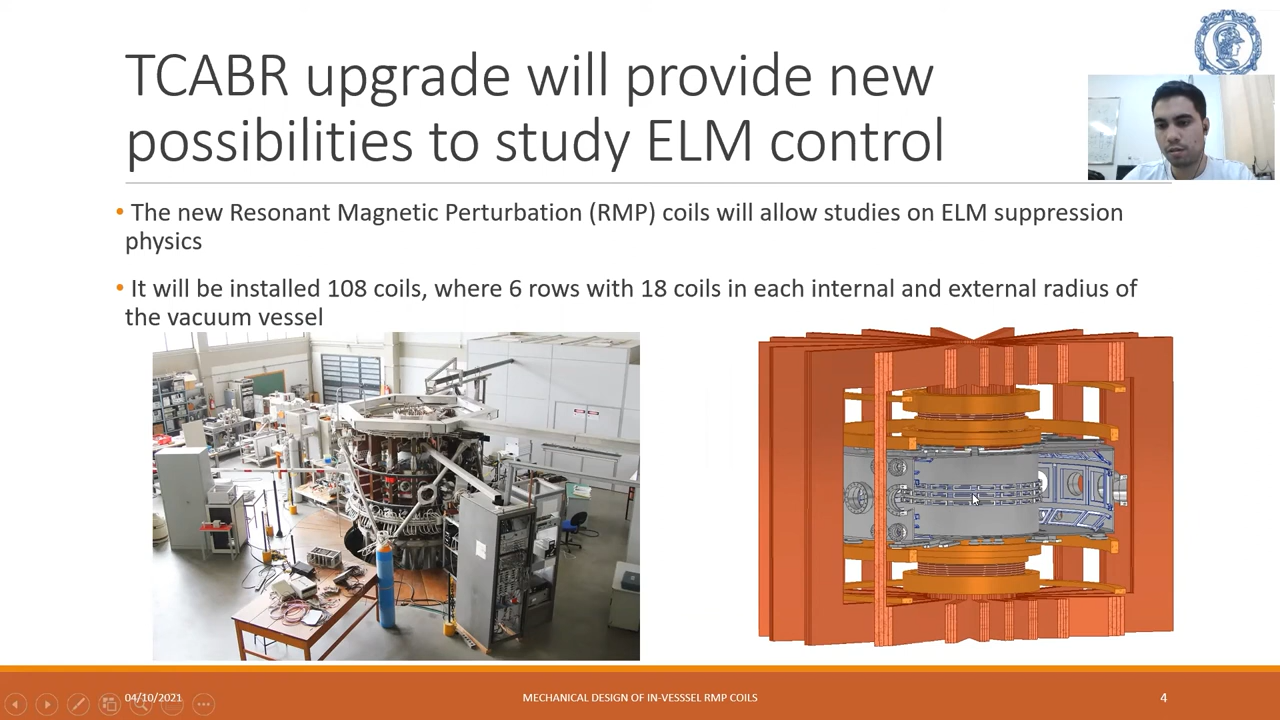 TCABR upgrade will provide new
possibilities to study ELM control
• The new Resonant Magnetic Perturbation (RMP) coils will allow studies on ELM suppression
physics
• It will be installed 108 coils, where 6 rows with 18 coils in each internal and external radius of
the vacuum vessel
04/10/2021
MECHANICAL DESIGN OF IN-VESSSEL RMP COILS
4